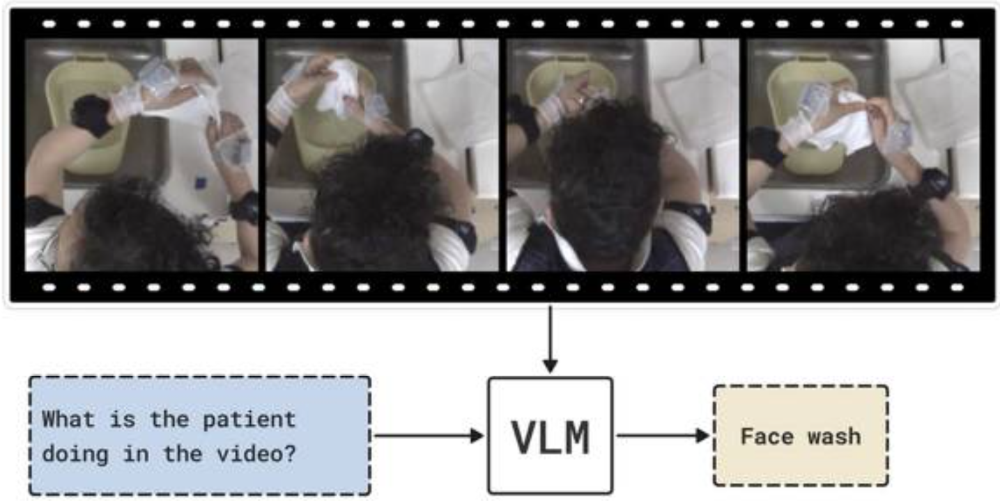 What is the patient
doing in the video?
VLM
Face wash